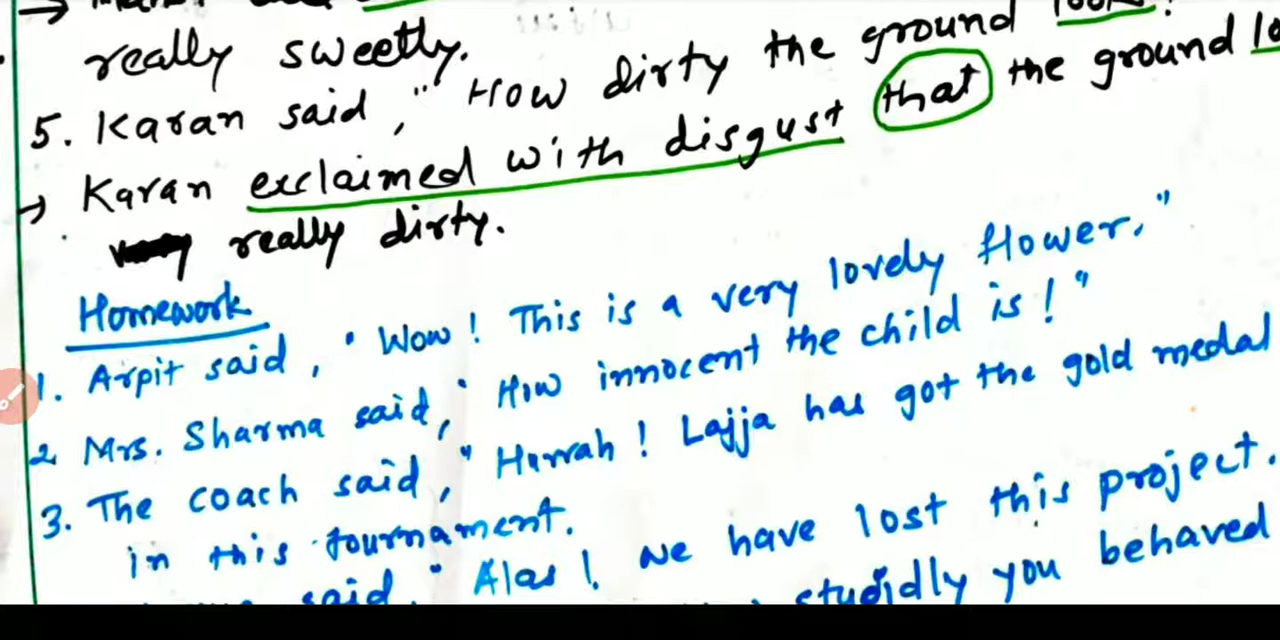 really sweetly.
5. Karan said, "How dirty the ground
→ Karan exclaimed with disgust that the ground
really dirty.
Homework
1. Arpit said, "Wow! This is a very lovely flower."
2 Mrs. Sharma said, "How innocent the child is!"
3. The coach said, "Hurrah! Lajja has got the gold medal
in this tournament.
said, "Alas! we have lost this project.
studidly you behaved